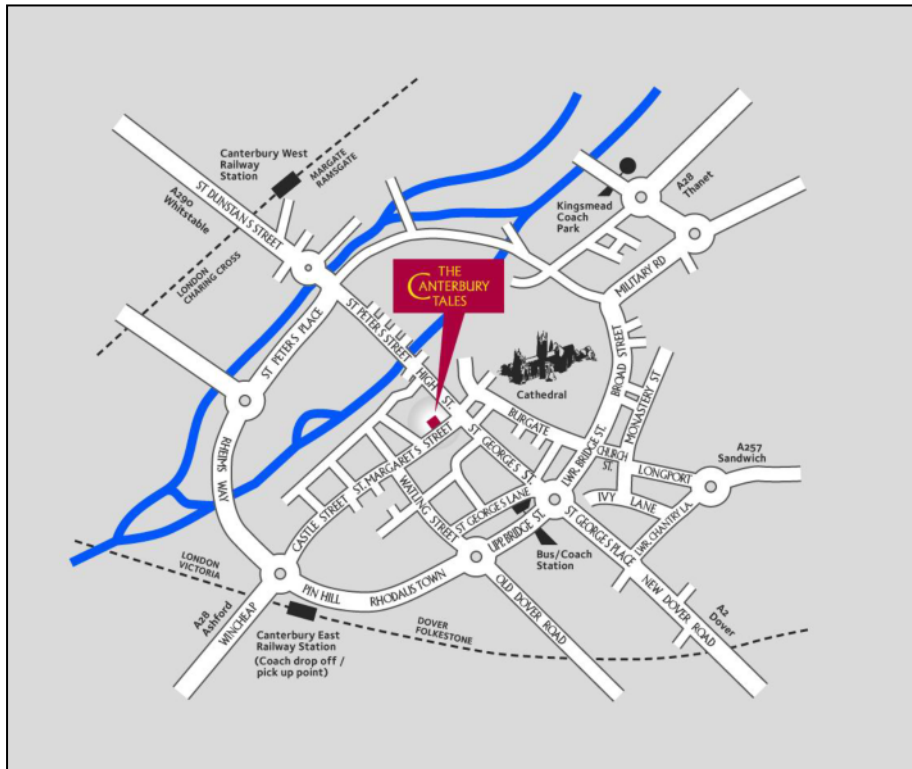 Canterbury West
Railway
Station
MARGATE
RAMSGATE
A290
Whitstable
ST DUNSTAN S STREET
LONDON
CHARING CROSS
Kingsmead
Coach
Park
A28
Thanet
MILITARY RD
THE
CANTERBURY
TALES
ST PETER S PLACE
ST PETER S STREET
HIGH ST.
Cathedral
BROAD STREET
MONASTERY ST
BURGATE
RHEIMS WAY
ST. MARGARET S STREET
ST GEORGE S ST.
LWR. BRIDGE ST.
CHURCH
ST.
LONGPORT
A257
Sandwich
CASTLE STREET
WATLING STREET
ST GEORGES LANE
IVY LANE
LWR. CHANTRY LA.
ST GEORGES PLACE
Bus/Coach
Station
LONDON
VICTORIA
PIN HILL
RHODAUS TOWN
OLD DOVER ROAD
NEW DOVER ROAD
A2
Dover
A28
Ashford
WINCHEAP
DOVER
FOLKESTONE
Canterbury East
Railway Station
(Coach drop off /
pick up point)